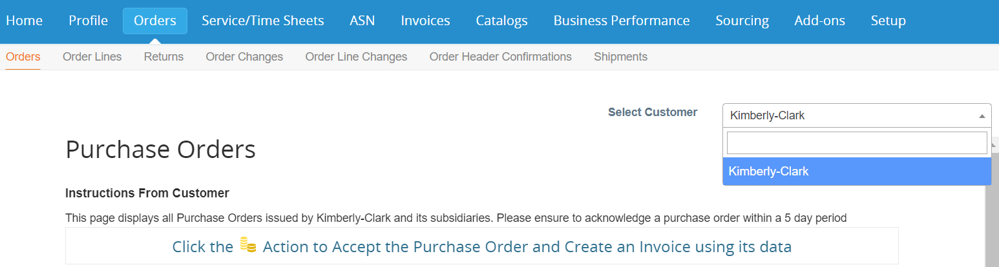 Home Profile Orders Service/Time Sheets ASN Invoices Catalogs Business Performance Sourcing Add-ons Setup
Orders Order Lines Returns Order Changes Order Line Changes Order Header Confirmations Shipments
Select Customer Kimberly-Clark
Kimberly-Clark
Purchase Orders
Instructions From Customer
This page displays all Purchase Orders issued by Kimberly-Clark and its subsidiaries. Please ensure to acknowledge a purchase order within a 5 day period
Click the Action to Accept the Purchase Order and Create an Invoice using its data